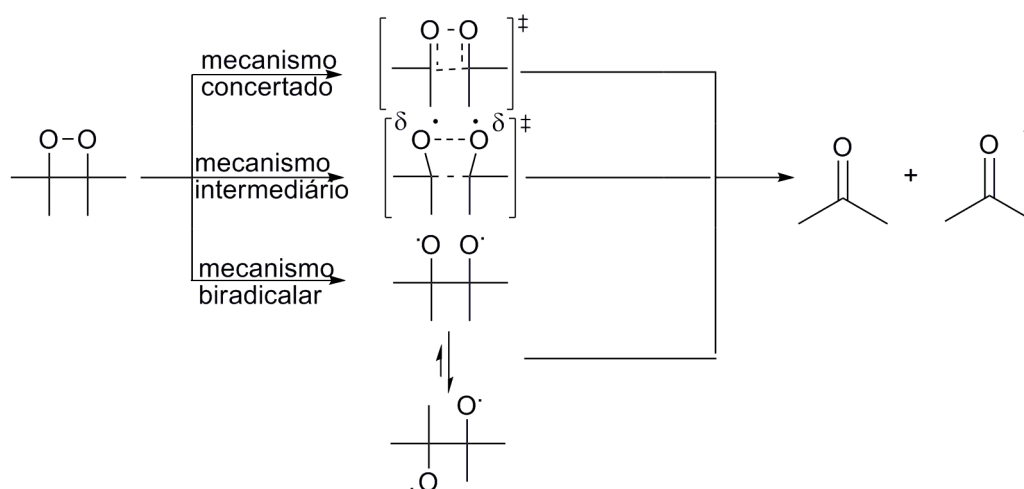 O-O
mecanismo
concertado
O-O
‡
mecanismo
intermediário
δ
O
O
δ
‡
mecanismo
biradicalar
·O
O·
O·
.O
O
+
O